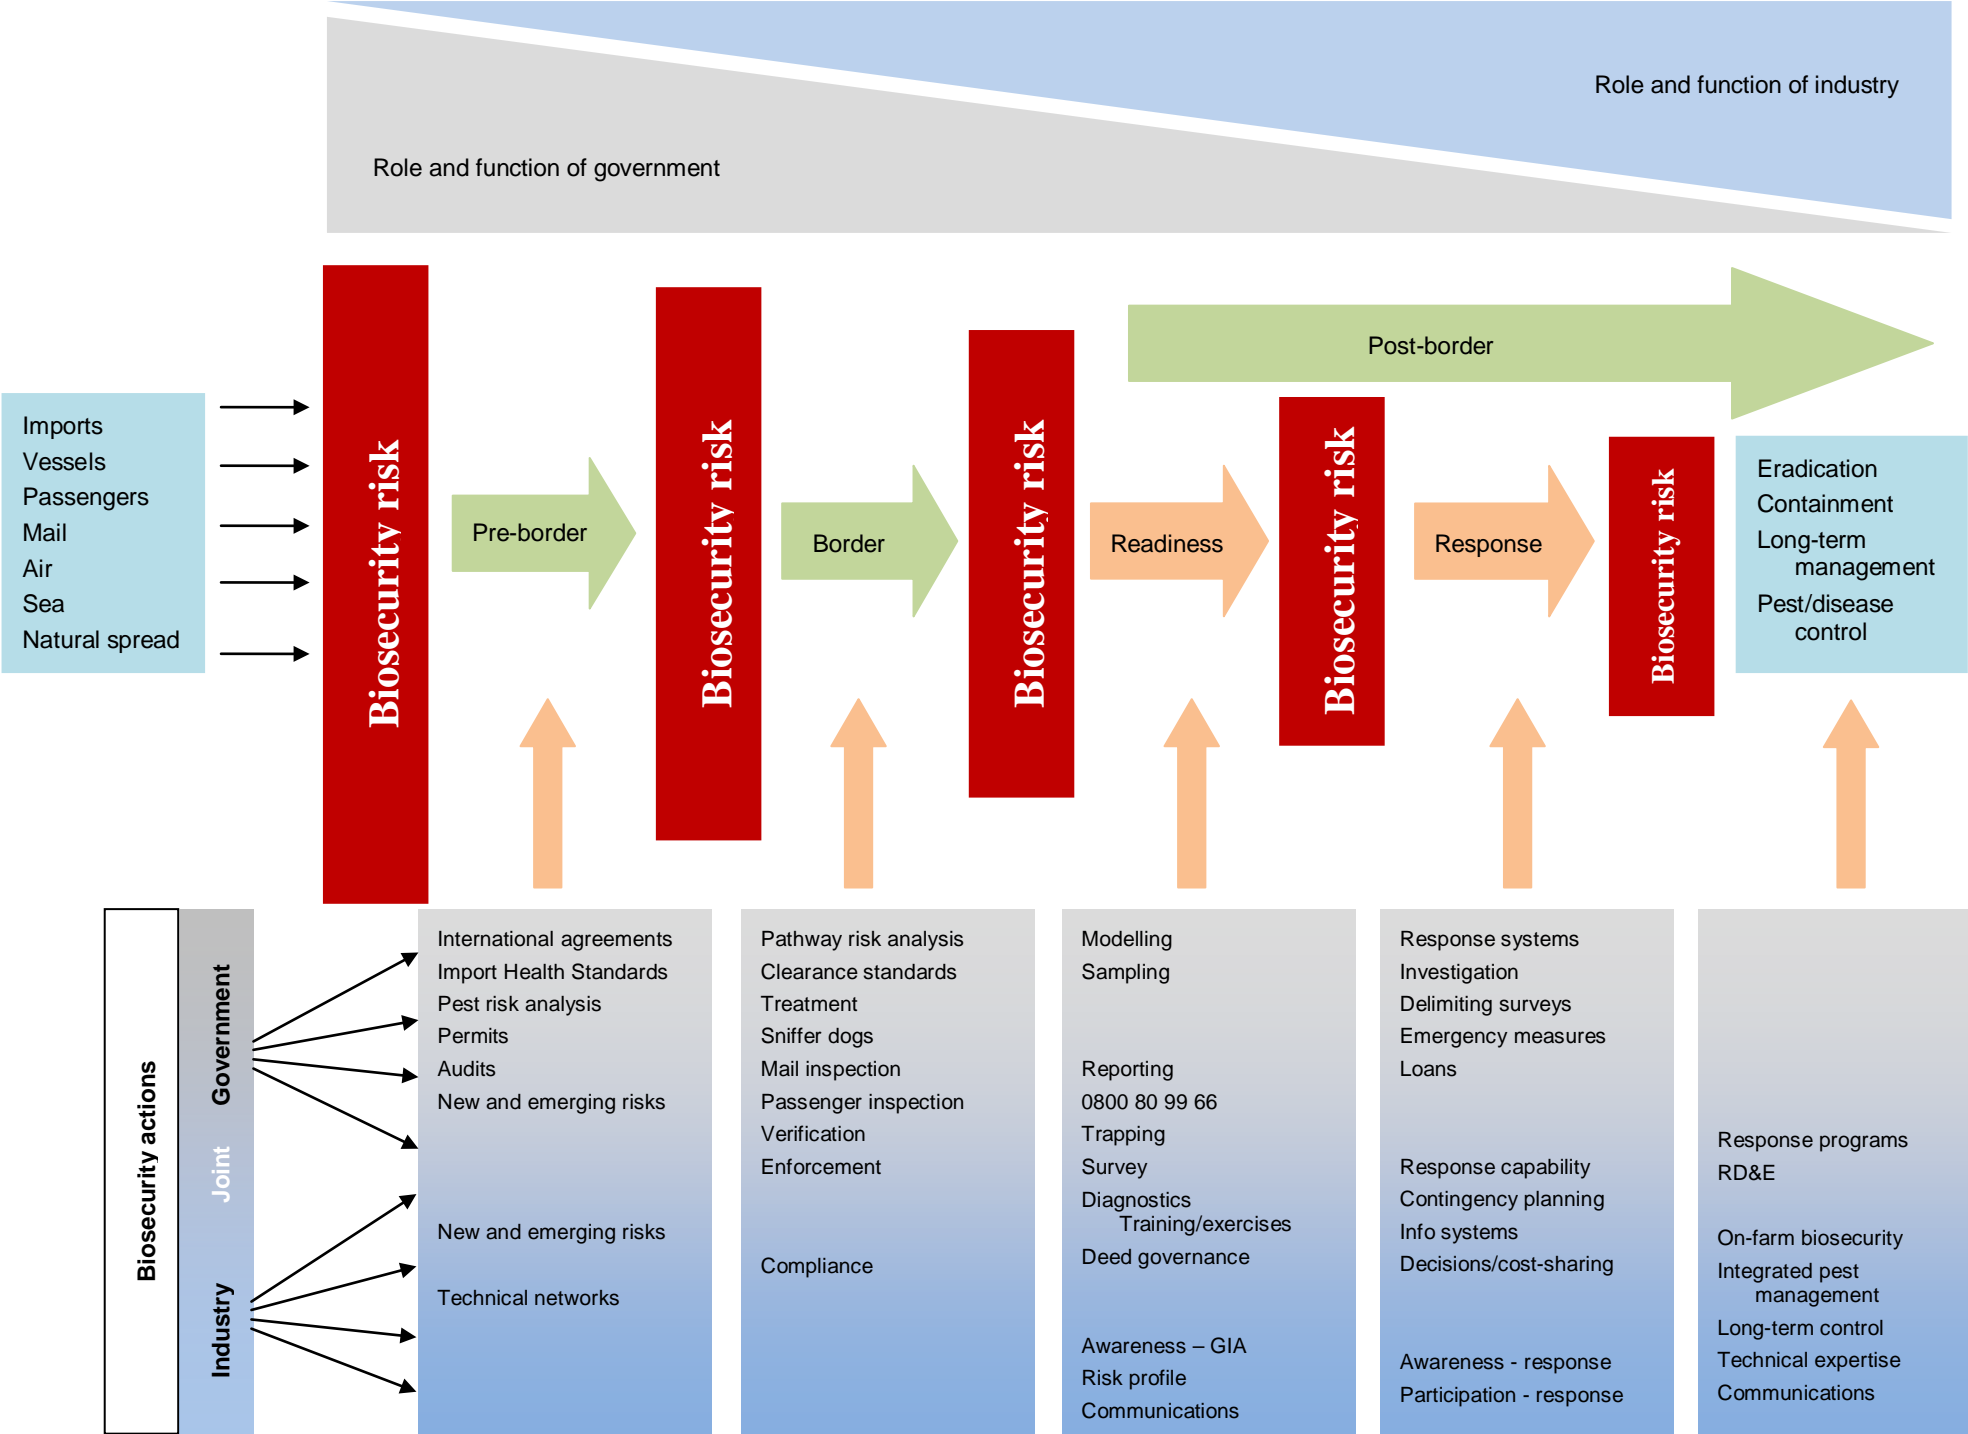 Role and function of industry
Role and function of government
Post-border
Imports
Vessels
Passengers
Mail
Air
Sea
Natural spread
Biosecurity risk
Pre-border
Biosecurity risk
Border
Biosecurity risk
Readiness
Biosecurity risk
Response
Biosecurity risk
Eradication
Containment
Long-term
management
Pest/disease
control
Biosecurity actions
Government
Joint
Industry
International agreements
Import Health Standards
Pest risk analysis
Permits
Audits
New and emerging risks
New and emerging risks
Technical networks
Pathway risk analysis
Clearance standards
Treatment
Sniffer dogs
Mail inspection
Passenger inspection
Verification
Enforcement
Compliance
Modelling
Sampling
Reporting
0800 80 99 66
Trapping
Survey
Diagnostics
Training/exercises
Deed governance
Awareness – GIA
Risk profile
Communications
Response systems
Investigation
Delimiting surveys
Emergency measures
Loans
Response capability
Contingency planning
Info systems
Decisions/cost-sharing
Awareness - response
Participation - response
Response programs
RD&E
On-farm biosecurity
Integrated pest
management
Long-term control
Technical expertise
Communications